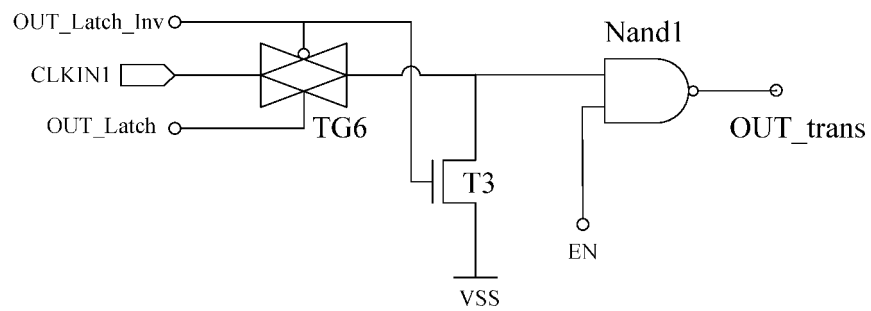 OUT_Latch_Inv
Nand1
CLKIN1
OUT_Latch
TG6
OUT_trans
T3
EN
VSS